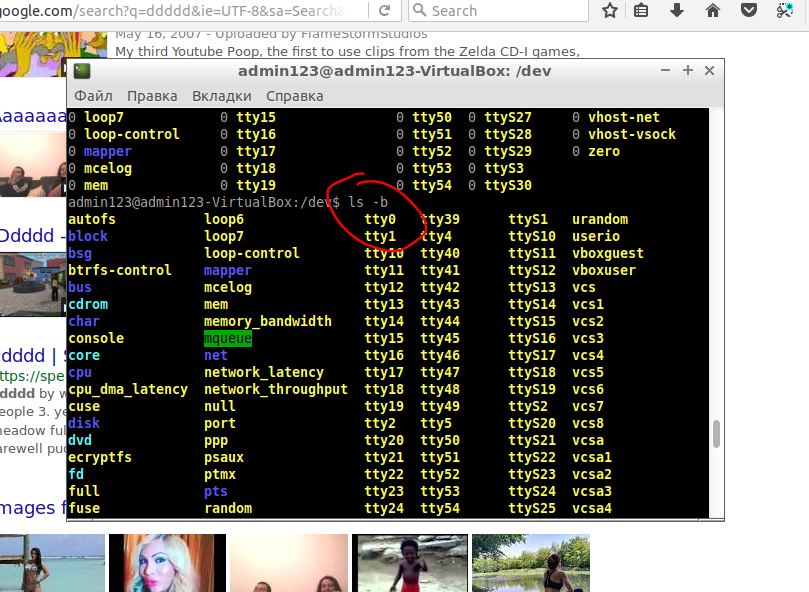 google.com/search?q=ddddd&ie=UTF-8&sa=Search&
Search
May 16, 2007 - Uploaded by FlameStormStudios
My third Youtube Poop, the first to use clips from the Zelda CD-I games,
admin123@admin123-VirtualBox: /dev
Файл Правка Вкладки Справка
0 loop7 0 tty15 0 tty50 0 ttyS27 0 vhost-net
0 loop-control 0 tty16 0 tty51 0 ttyS28 0 vhost-vsock
0 mapper 0 tty17 0 tty52 0 ttyS29 0 zero
0 mcelog 0 tty18 0 tty53 0 ttyS3
0 mem 0 tty19 0 tty54 0 ttyS30
admin123@admin123-VirtualBox:/dev$ ls -b
autofs loop6 tty0 tty39 ttyS1 urandom
block loop7 tty1 tty4 ttyS10 userio
bsg loop-control tty10 tty40 ttyS11 vboxguest
btrfs-control mapper tty11 tty41 ttyS12 vboxuser
bus mcelog tty12 tty42 ttyS13 vcs
cdrom mem tty13 tty43 ttyS14 vcs1
char memory_bandwidth tty14 tty44 ttyS15 vcs2
console mqueue tty15 tty45 ttyS16 vcs3
core net tty16 tty46 ttyS17 vcs4
cpu network_latency tty17 tty47 ttyS18 vcs5
cpu_dma_latency network_throughput tty18 tty48 ttyS19 vcs6
cuse null tty19 tty49 ttyS2 vcs7
disk port tty2 tty5 ttyS20 vcs8
dvd ppp tty20 tty50 ttyS21 vcsa
ecryptfs psaux tty21 tty51 ttyS22 vcsa1
fd ptmx tty22 tty52 ttyS23 vcsa2
full pts tty23 tty53 ttyS24 vcsa3
fuse random tty24 tty54 ttyS25 vcsa4
Aaaaaaa
Ddddd -
dddd | S
ttps://spe
dddd by w
eople 3. ye
meadow ful
arewell pud
mages f